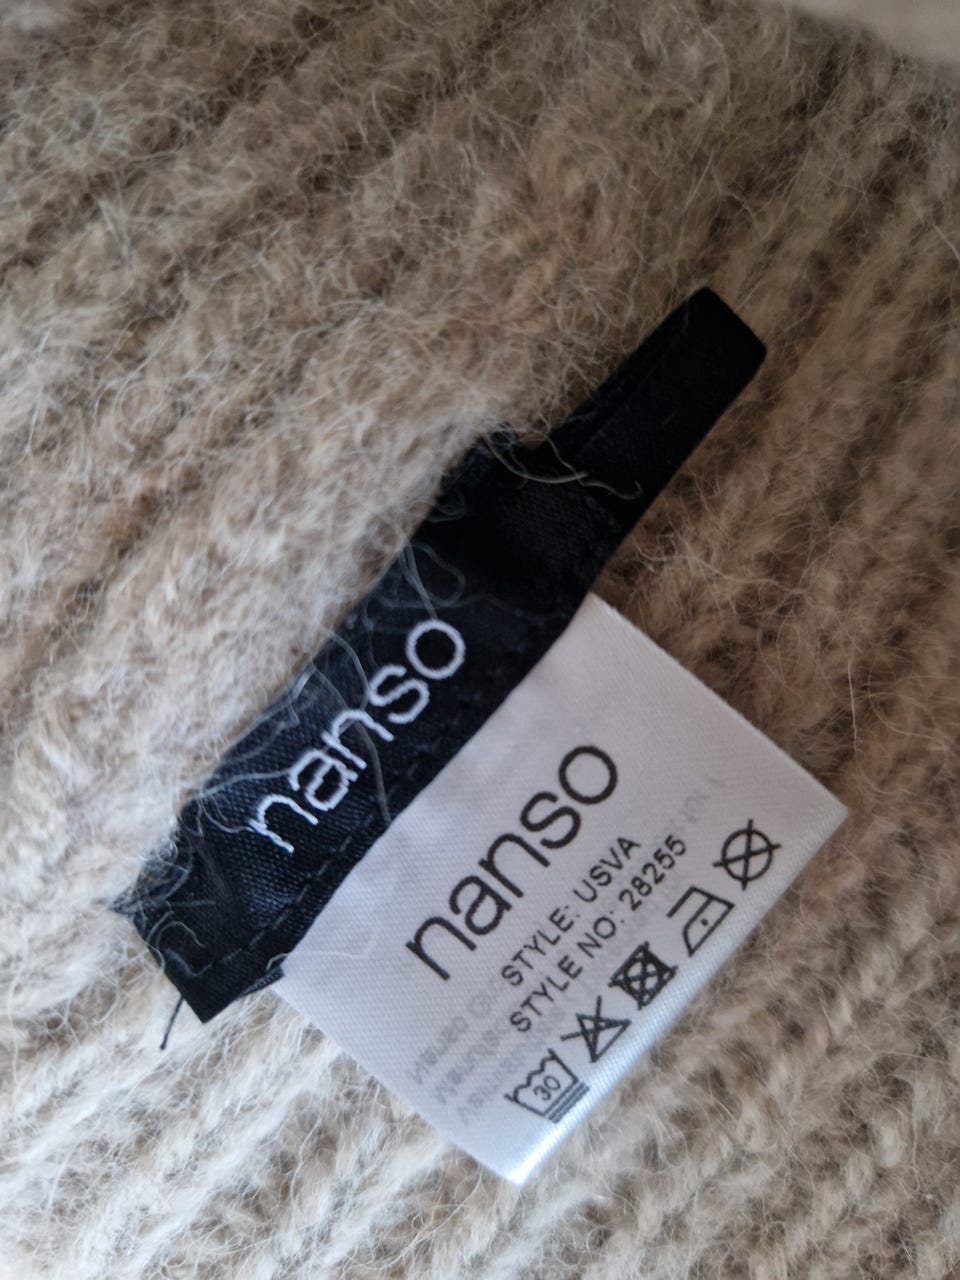 nanso
nanso
STYLE: USVA
STYLE NO: 28255
30